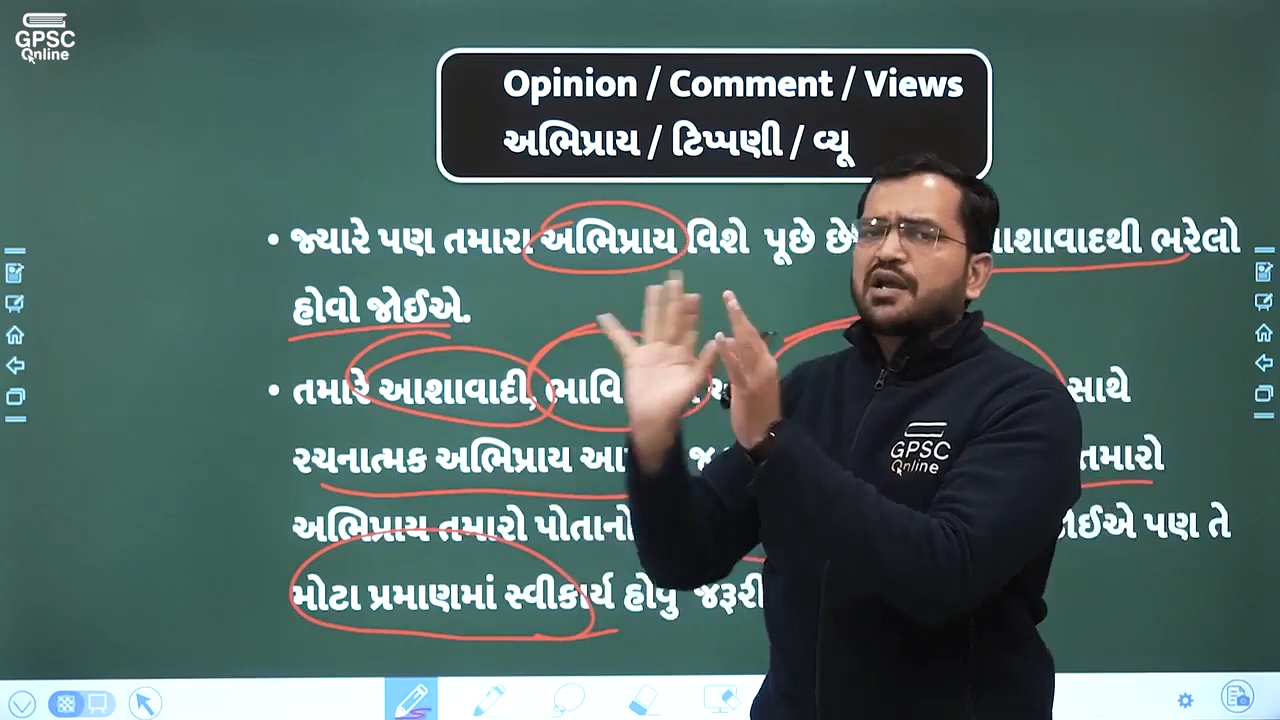 GPSC
Online
Opinion / Comment / Views
અભિપ્રાય / ટિપ્પણી / વ્યૂ
• જ્યારે પણ તમારા અભિપ્રાય વિશે પૂછે આશાવાદથી ભરેલો
હોવો જોઈએ.
• તમારે આશાવાદી, સાથે
રચનાત્મક અભિપ્રાય તમારો
અભિપ્રાય તમારો પોતાનો પણ તે
મોટા પ્રમાણમાં સ્વીકાર્ય હોવુ જરૂરી
GPSC
Online